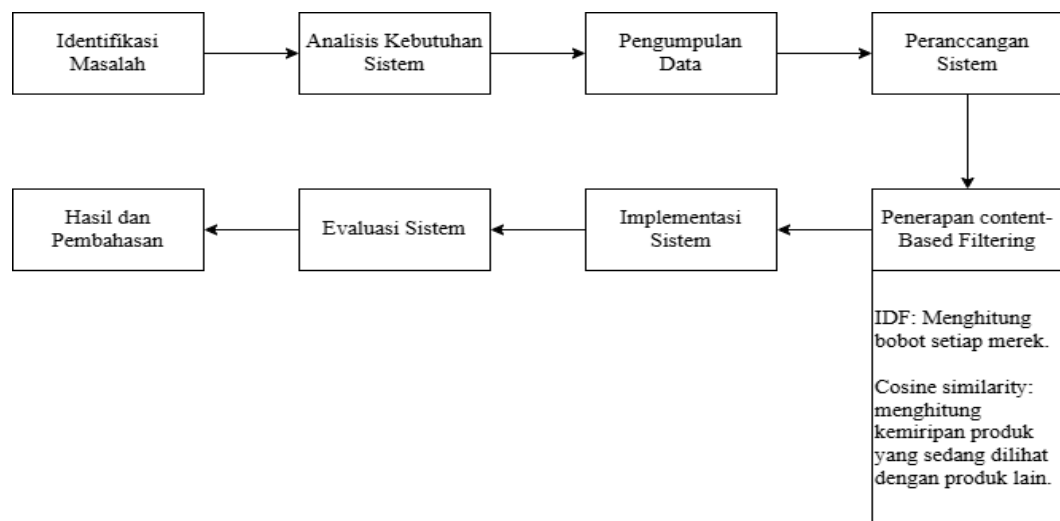 Identifikasi
Masalah
Analisis Kebutuhan
Sistem
Pengumpulan
Data
Peranccangan
Sistem
Penerapan content-
Based Filtering
IDF: Menghitung
bobot setiap merek.
Cosine similarity:
menghitung
kemiripan produk
yang sedang dilihat
dengan produk lain.
Implementasi
Sistem
Evaluasi Sistem
Hasil dan
Pembahasan